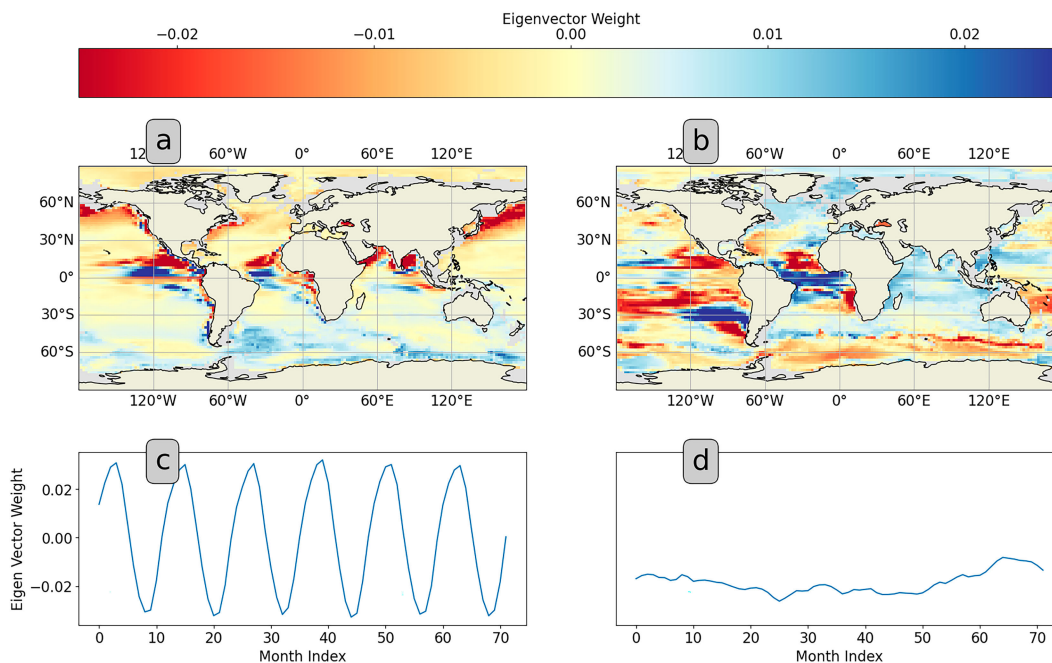 Eigenvector Weight
−0.02 −0.01 0.00 0.01 0.02
a b
60°W 0° 60°E 120°E 60°W 0° 60°E 120°E
60°N 60°N
30°N 30°N
0° 0°
30°S 30°S
60°S 60°S
120°W 60°W 0° 60°E 120°E 120°W 60°W 0° 60°E 120°E
c d
Eigen Vector Weight
0.02
0.00
−0.02
0 10 20 30 40 50 60 70 0 10 20 30 40 50 60 70
Month Index Month Index